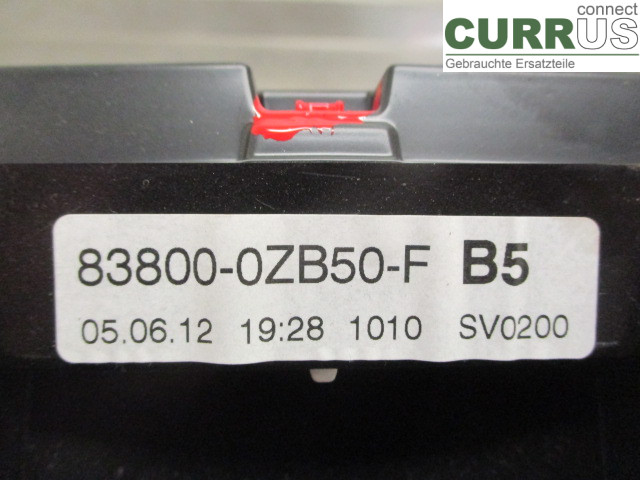 connect
CURRUS
Gebrauchte Ersatzteile
83800-0ZB50-F B5
05.06.12 19:28 1010 SV0200